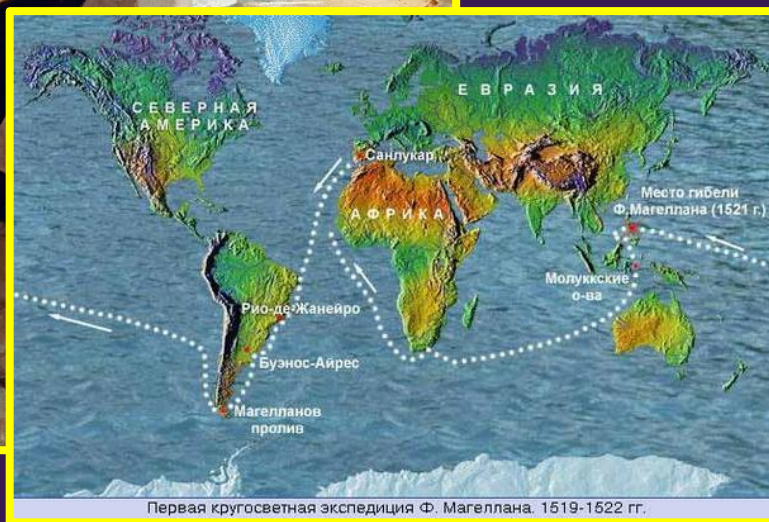 СЕВЕРНАЯ
АМЕРИКА
ЕВРАЗИЯ
Санлукар
АФРИКА
Место гибели
Ф.Магеллана (1521 г.)
Молуккские
о-ва
Рио-де-Жанейро
Буэнос-Айрес
Магелланов
пролив
Первая кругосветная экспедиция Ф. Магеллана. 1519-1522 гг.